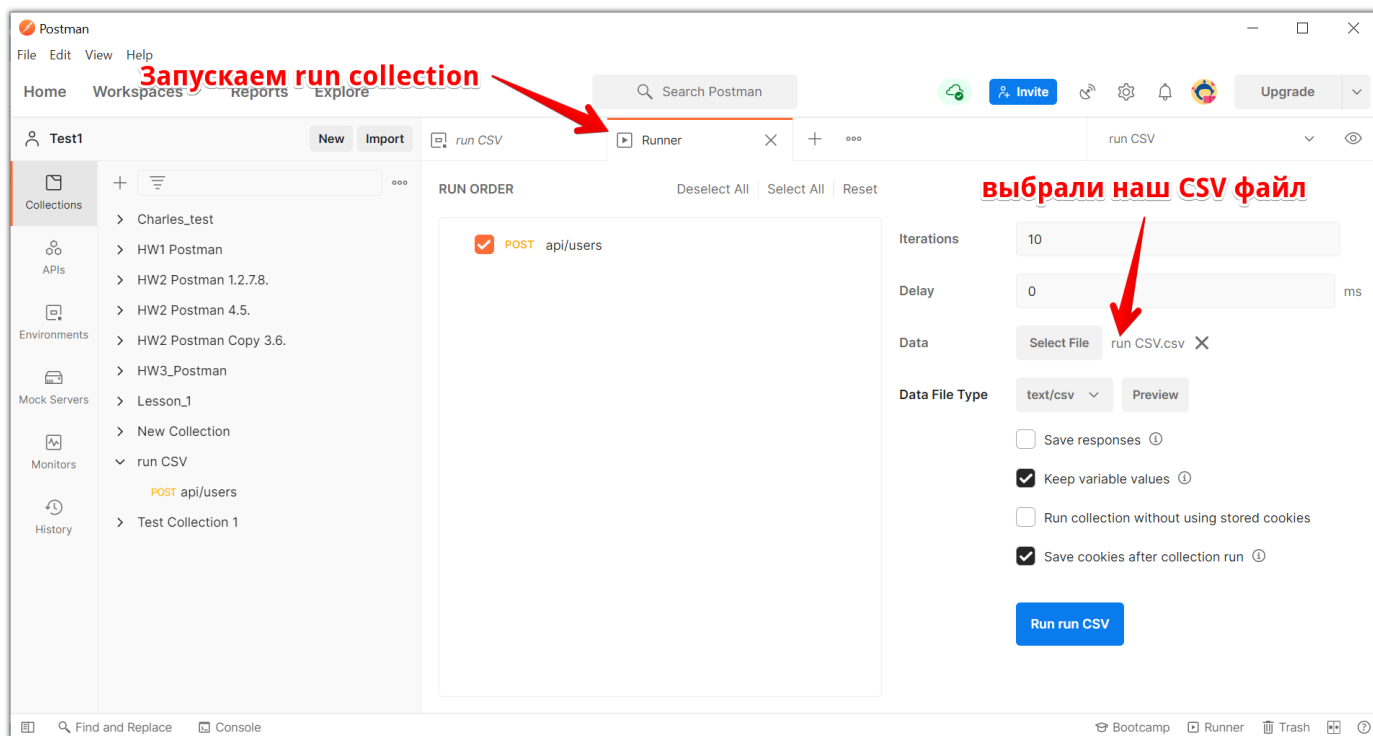 Postman
File Edit View Help
Запускаем run collection
Home Workspaces Reports Explore
Search Postman
Invite
Upgrade
Test1
New Import
run CSV
Runner
run CSV
Collections
APIs
Environments
Mock Servers
Monitors
History
Charles_test
HW1 Postman
HW2 Postman 1.2.7.8.
HW2 Postman 4.5.
HW2 Postman Copy 3.6.
HW3_Postman
Lesson_1
New Collection
run CSV
POST api/users
Test Collection 1
RUN ORDER
Deselect All Select All Reset
POST api/users
выбрали наш CSV файл
Iterations 10
Delay 0 ms
Data Select File run CSV.csv
Data File Type text/csv Preview
Save responses
Keep variable values
Run collection without using stored cookies
Save cookies after collection run
Run run CSV
Find and Replace Console
Bootcamp Runner Trash